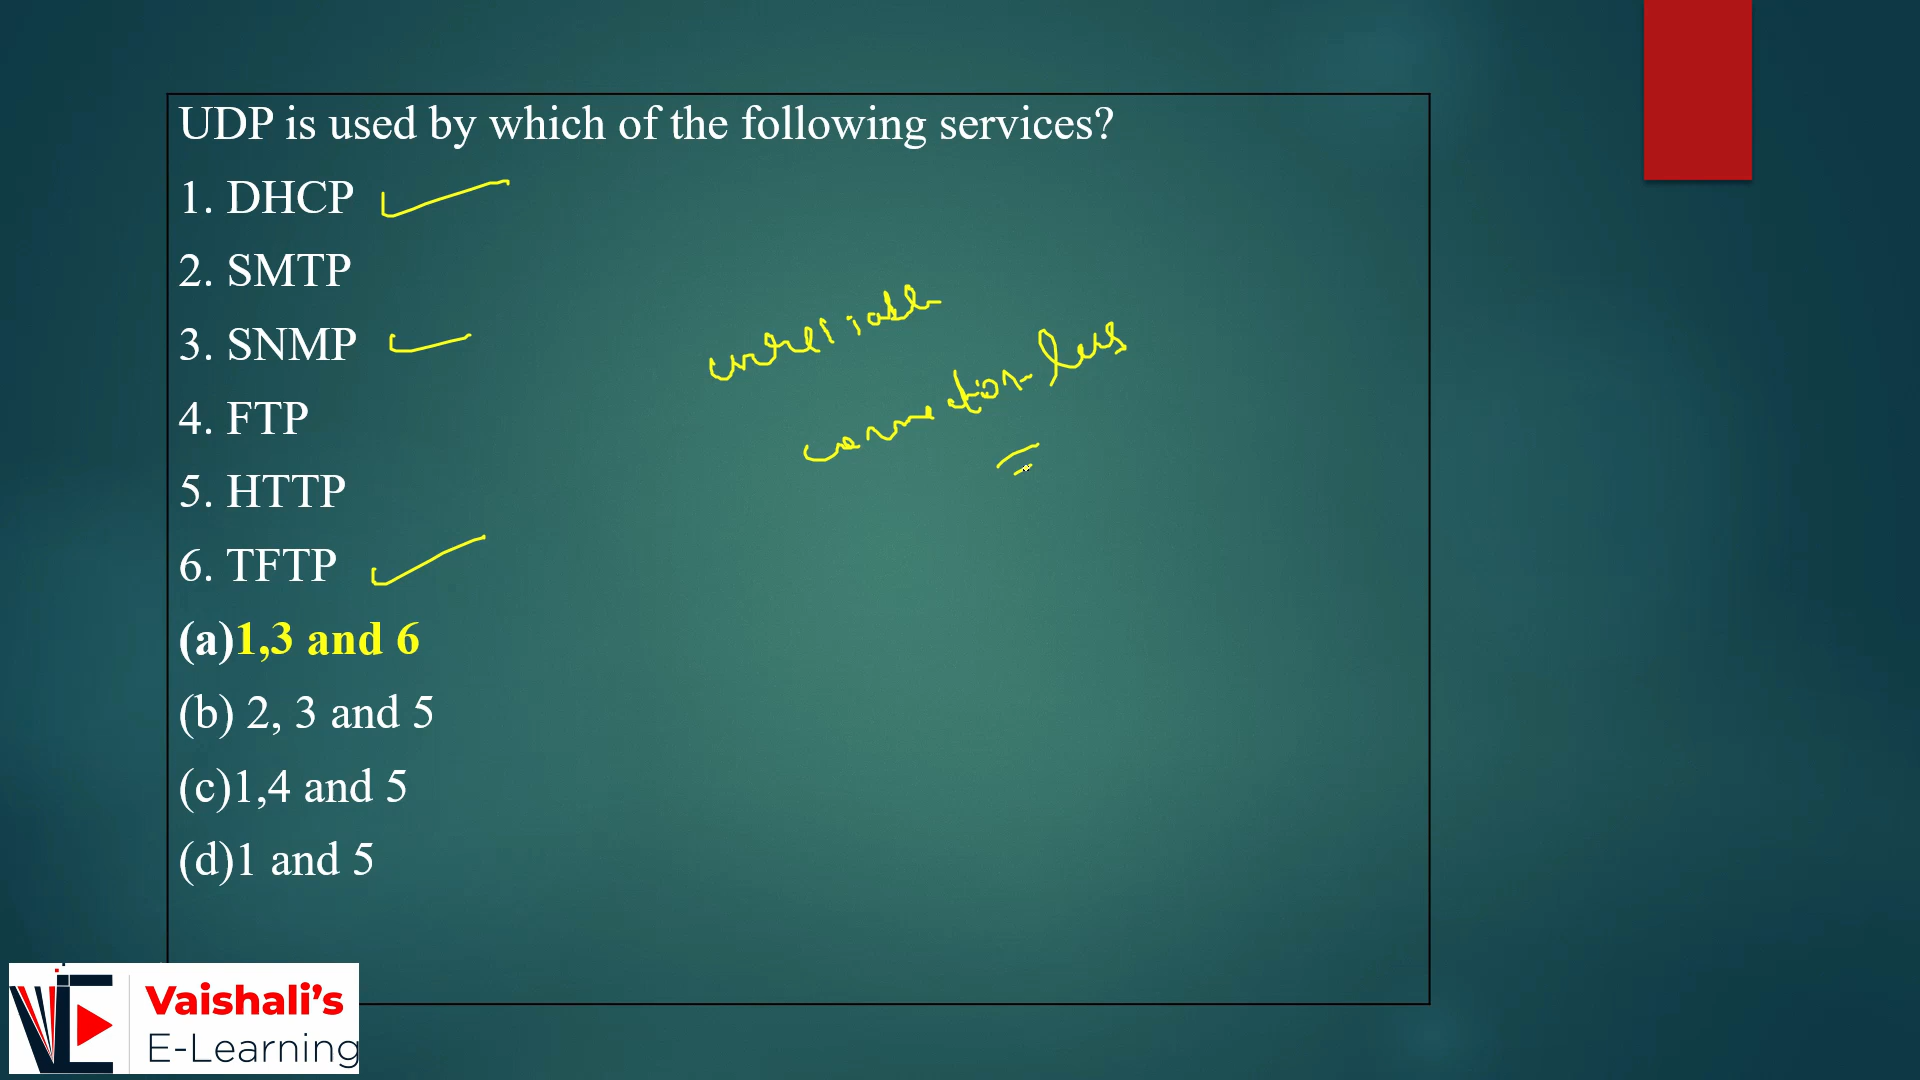 UDP is used by which of the following services?
1. DHCP
2. SMTP
3. SNMP
4. FTP
5. HTTP
6. TFTP
(a)1,3 and 6
(b) 2, 3 and 5
(c)1,4 and 5
(d)1 and 5
unreliable
connection-less
Vaishali's
E-Learning